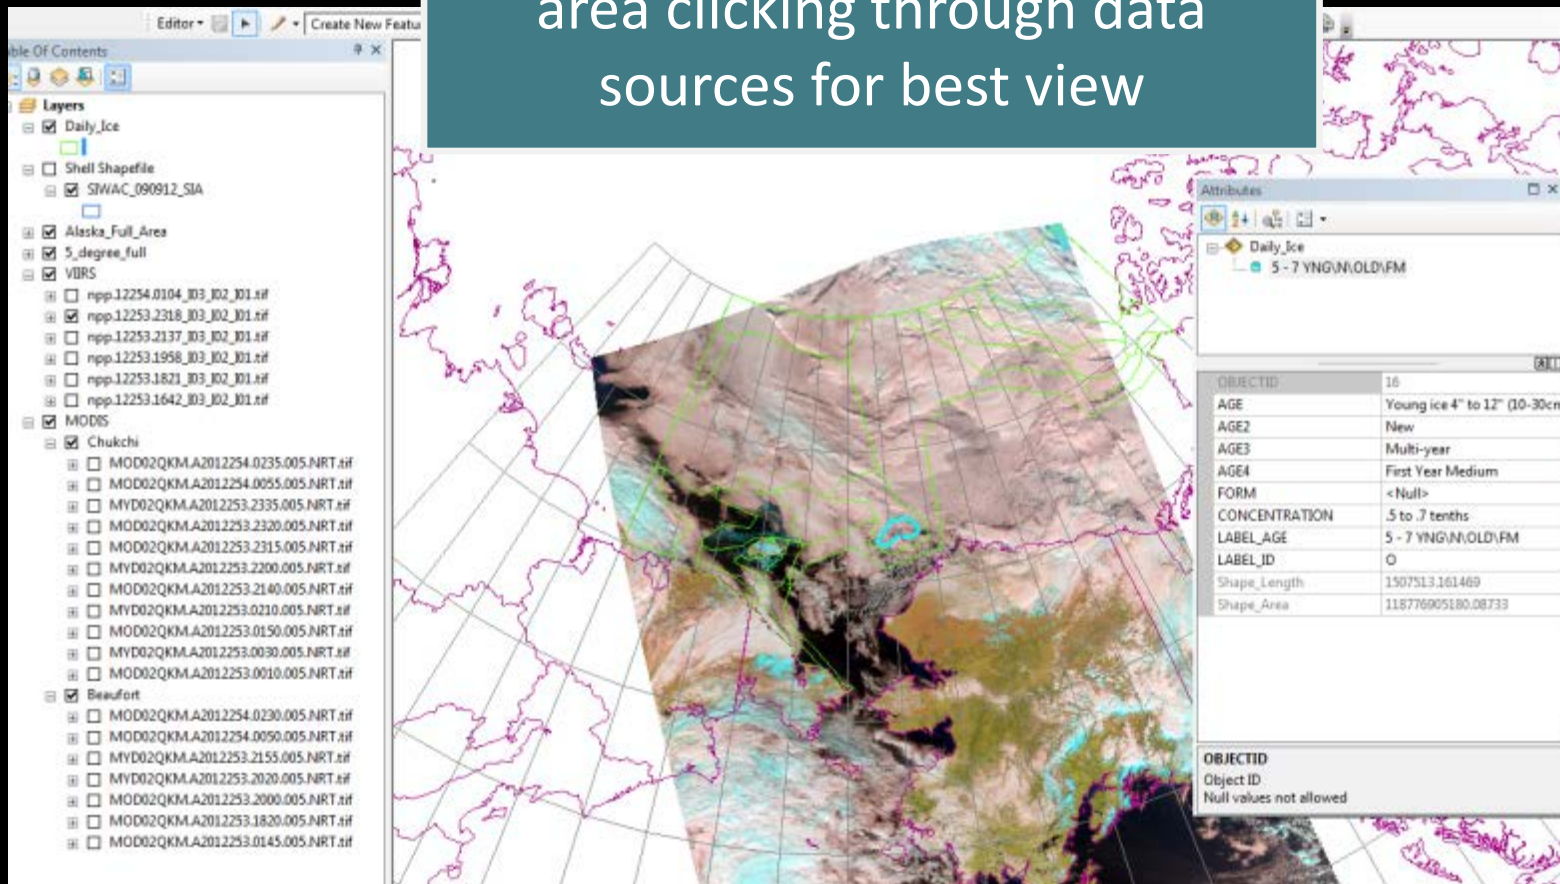 area clicking through data
sources for best view
Editor
Create New Featu
ble Of Contents
Layers
Daily_Ice
Shell Shapefile
SIWAC_090912_SIA
Alaska_Full_Area
5_degree_full
VIIRS
npp.12254.0104_I03_I02_I01.tif
npp.12253.2318_I03_I02_I01.tif
npp.12253.2137_I03_I02_I01.tif
npp.12253.1958_I03_I02_I01.tif
npp.12253.1821_I03_I02_I01.tif
npp.12253.1642_I03_I02_I01.tif
MODIS
Chukchi
MOD02QKM.A2012254.0235.005.NRT.tif
MOD02QKM.A2012254.0055.005.NRT.tif
MYD02QKM.A2012253.2335.005.NRT.tif
MOD02QKM.A2012253.2320.005.NRT.tif
MOD02QKM.A2012253.2315.005.NRT.tif
MYD02QKM.A2012253.2200.005.NRT.tif
MOD02QKM.A2012253.2140.005.NRT.tif
MYD02QKM.A2012253.0210.005.NRT.tif
MOD02QKM.A2012253.0150.005.NRT.tif
MYD02QKM.A2012253.0030.005.NRT.tif
MOD02QKM.A2012253.0010.005.NRT.tif
Beaufort
MOD02QKM.A2012254.0230.005.NRT.tif
MOD02QKM.A2012254.0050.005.NRT.tif
MYD02QKM.A2012253.2155.005.NRT.tif
MYD02QKM.A2012253.2020.005.NRT.tif
MOD02QKM.A2012253.2000.005.NRT.tif
MOD02QKM.A2012253.1820.005.NRT.tif
MOD02QKM.A2012253.0145.005.NRT.tif
Attributes
Daily_Ice
5 - 7 YNG\N\OLD\FM
OBJECTID 16
AGE Young ice 4" to 12" (10-30cm
AGE2 New
AGE3 Multi-year
AGE4 First Year Medium
FORM <Null>
CONCENTRATION .5 to .7 tenths
LABEL_AGE 5 - 7 YNG\N\OLD\FM
LABEL_ID O
Shape_Length 1507513.161469
Shape_Area 118776905180.08733
OBJECTID
Object ID
Null values not allowed